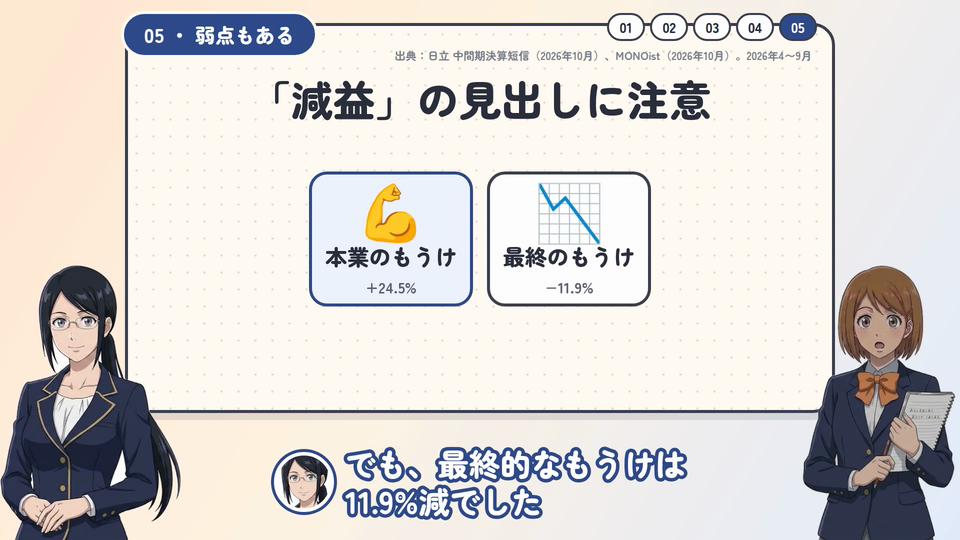 05 ・ 弱点もある
01 02 03 04 05
出典：日立 中間期決算短信（2026年10月）、MONOist（2026年10月）。2026年4〜9月
「減益」の見出しに注意
本業のもうけ
+24.5%
最終のもうけ
−11.9%
でも、最終的なもうけは
11.9%減でした